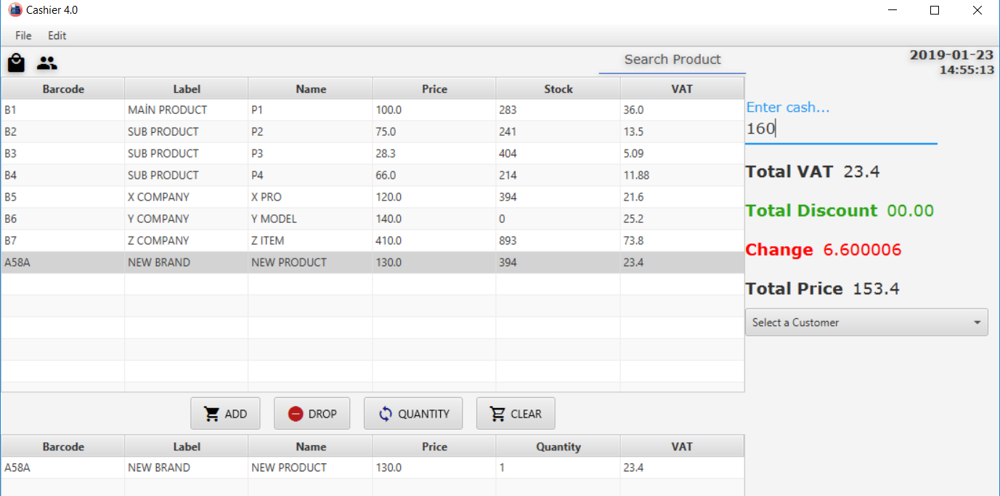 Cashier 4.0
File Edit
Search Product
2019-01-23
14:55:13
Barcode Label Name Price Stock VAT
B1 MAİN PRODUCT P1 100.0 283 36.0
B2 SUB PRODUCT P2 75.0 241 13.5
B3 SUB PRODUCT P3 28.3 404 5.09
B4 SUB PRODUCT P4 66.0 214 11.88
B5 X COMPANY X PRO 120.0 394 21.6
B6 Y COMPANY Y MODEL 140.0 0 25.2
B7 Z COMPANY Z ITEM 410.0 893 73.8
A58A NEW BRAND NEW PRODUCT 130.0 394 23.4
Enter cash...
160
Total VAT 23.4
Total Discount 00.00
Change 6.600006
Total Price 153.4
Select a Customer
ADD DROP QUANTITY CLEAR
Barcode Label Name Price Quantity VAT
A58A NEW BRAND NEW PRODUCT 130.0 1 23.4